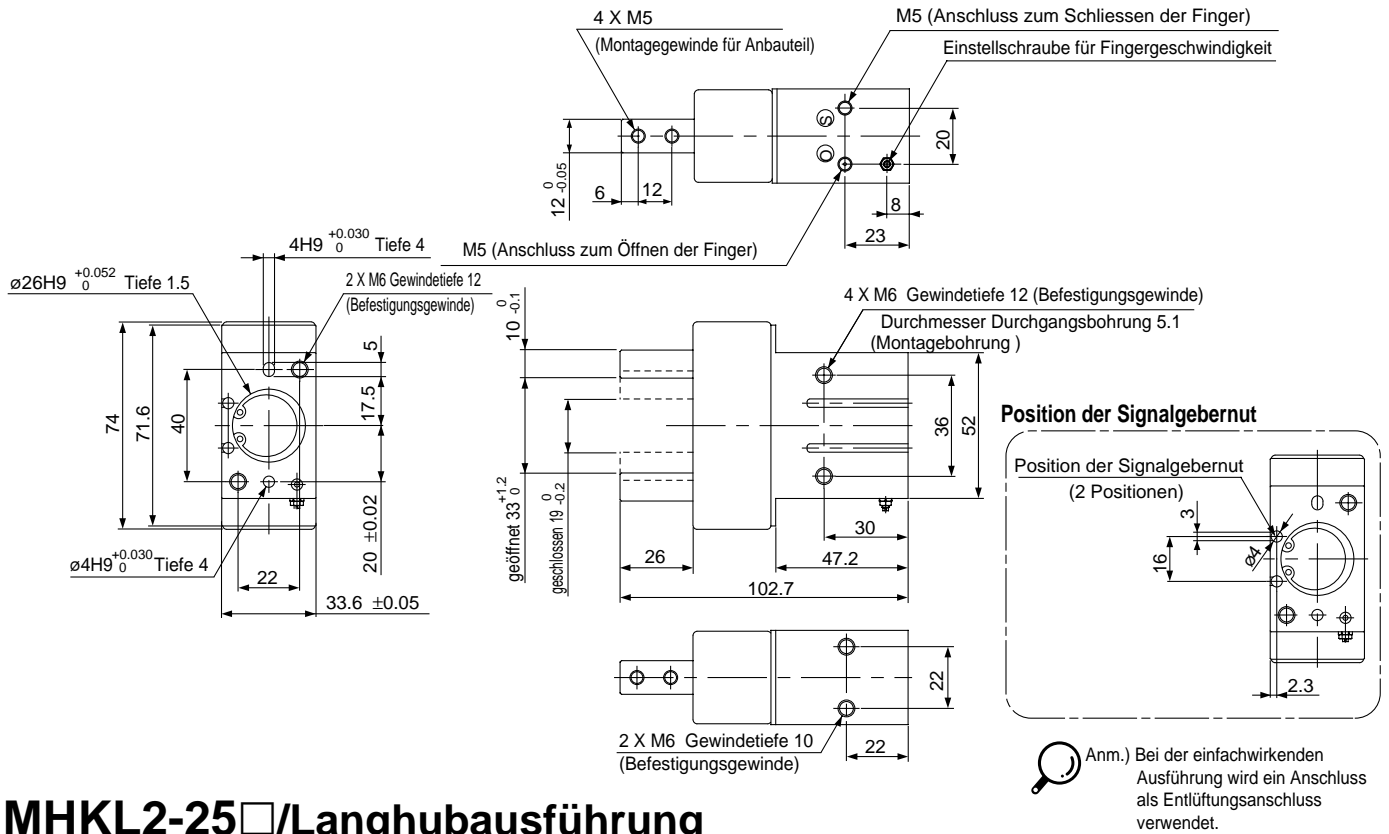 4 X M5
(Montagegewinde für Anbauteil)
M5 (Anschluss zum Schliessen der Finger)
Einstellschraube für Fingergeschwindigkeit
S
O
20
12 0 -0.05
6
12
8
23
M5 (Anschluss zum Öffnen der Finger)
4H9 +0.030 0 Tiefe 4
ø26H9 +0.052 0 Tiefe 1.5
2 X M6 Gewindetiefe 12
(Befestigungsgewinde)
5
17.5
74
71.6
40
20 ±0.02
ø4H9 +0.030 0 Tiefe 4
22
33.6 ±0.05
10 0 -0.1
4 X M6 Gewindetiefe 12 (Befestigungsgewinde)
Durchmesser Durchgangsbohrung 5.1
(Montagebohrung )
36
52
geöffnet 33 +1.2 0
geschlossen 19 0 -0.2
30
26
47.2
102.7
22
2 X M6 Gewindetiefe 10
(Befestigungsgewinde)
22
Position der Signalgebernut
Position der Signalgebernut
(2 Positionen)
3
16
ø4
2.3
Anm.) Bei der einfachwirkenden
Ausführung wird ein Anschluss
als Entlüftungsanschluss
verwendet.
MHKL2-25□/Langhubausführung